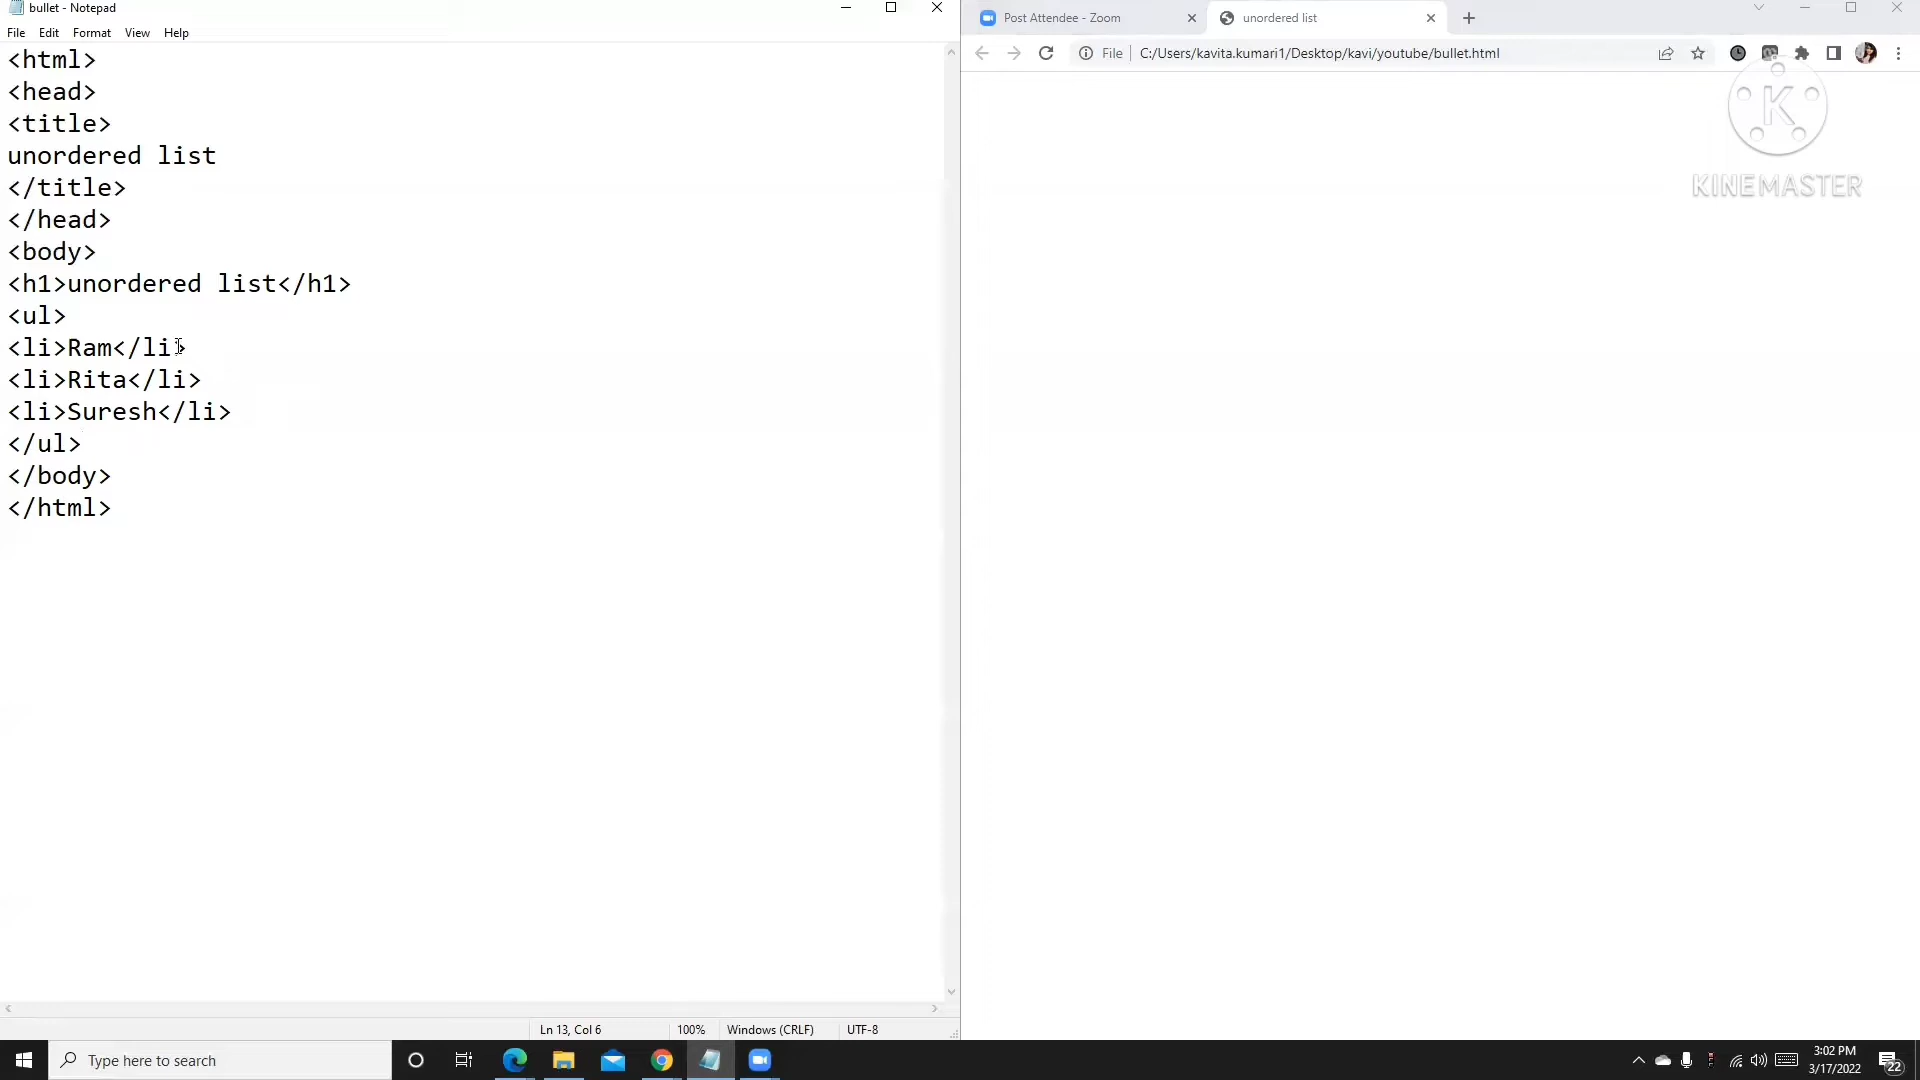 bullet - Notepad
File Edit Format View Help
<html>
<head>
<title>
unordered list
</title>
</head>
<body>
<h1>unordered list</h1>
<ul>
<li>Ram</li>
<li>Rita</li>
<li>Suresh</li>
</ul>
</body>
</html>
Ln 13, Col 6 100% Windows (CRLF) UTF-8
Post Attendee - Zoom unordered list
File C:/Users/kavita.kumari1/Desktop/kavi/youtube/bullet.html
K
KINEMASTER
Type here to search
3:02 PM
3/17/2022
22